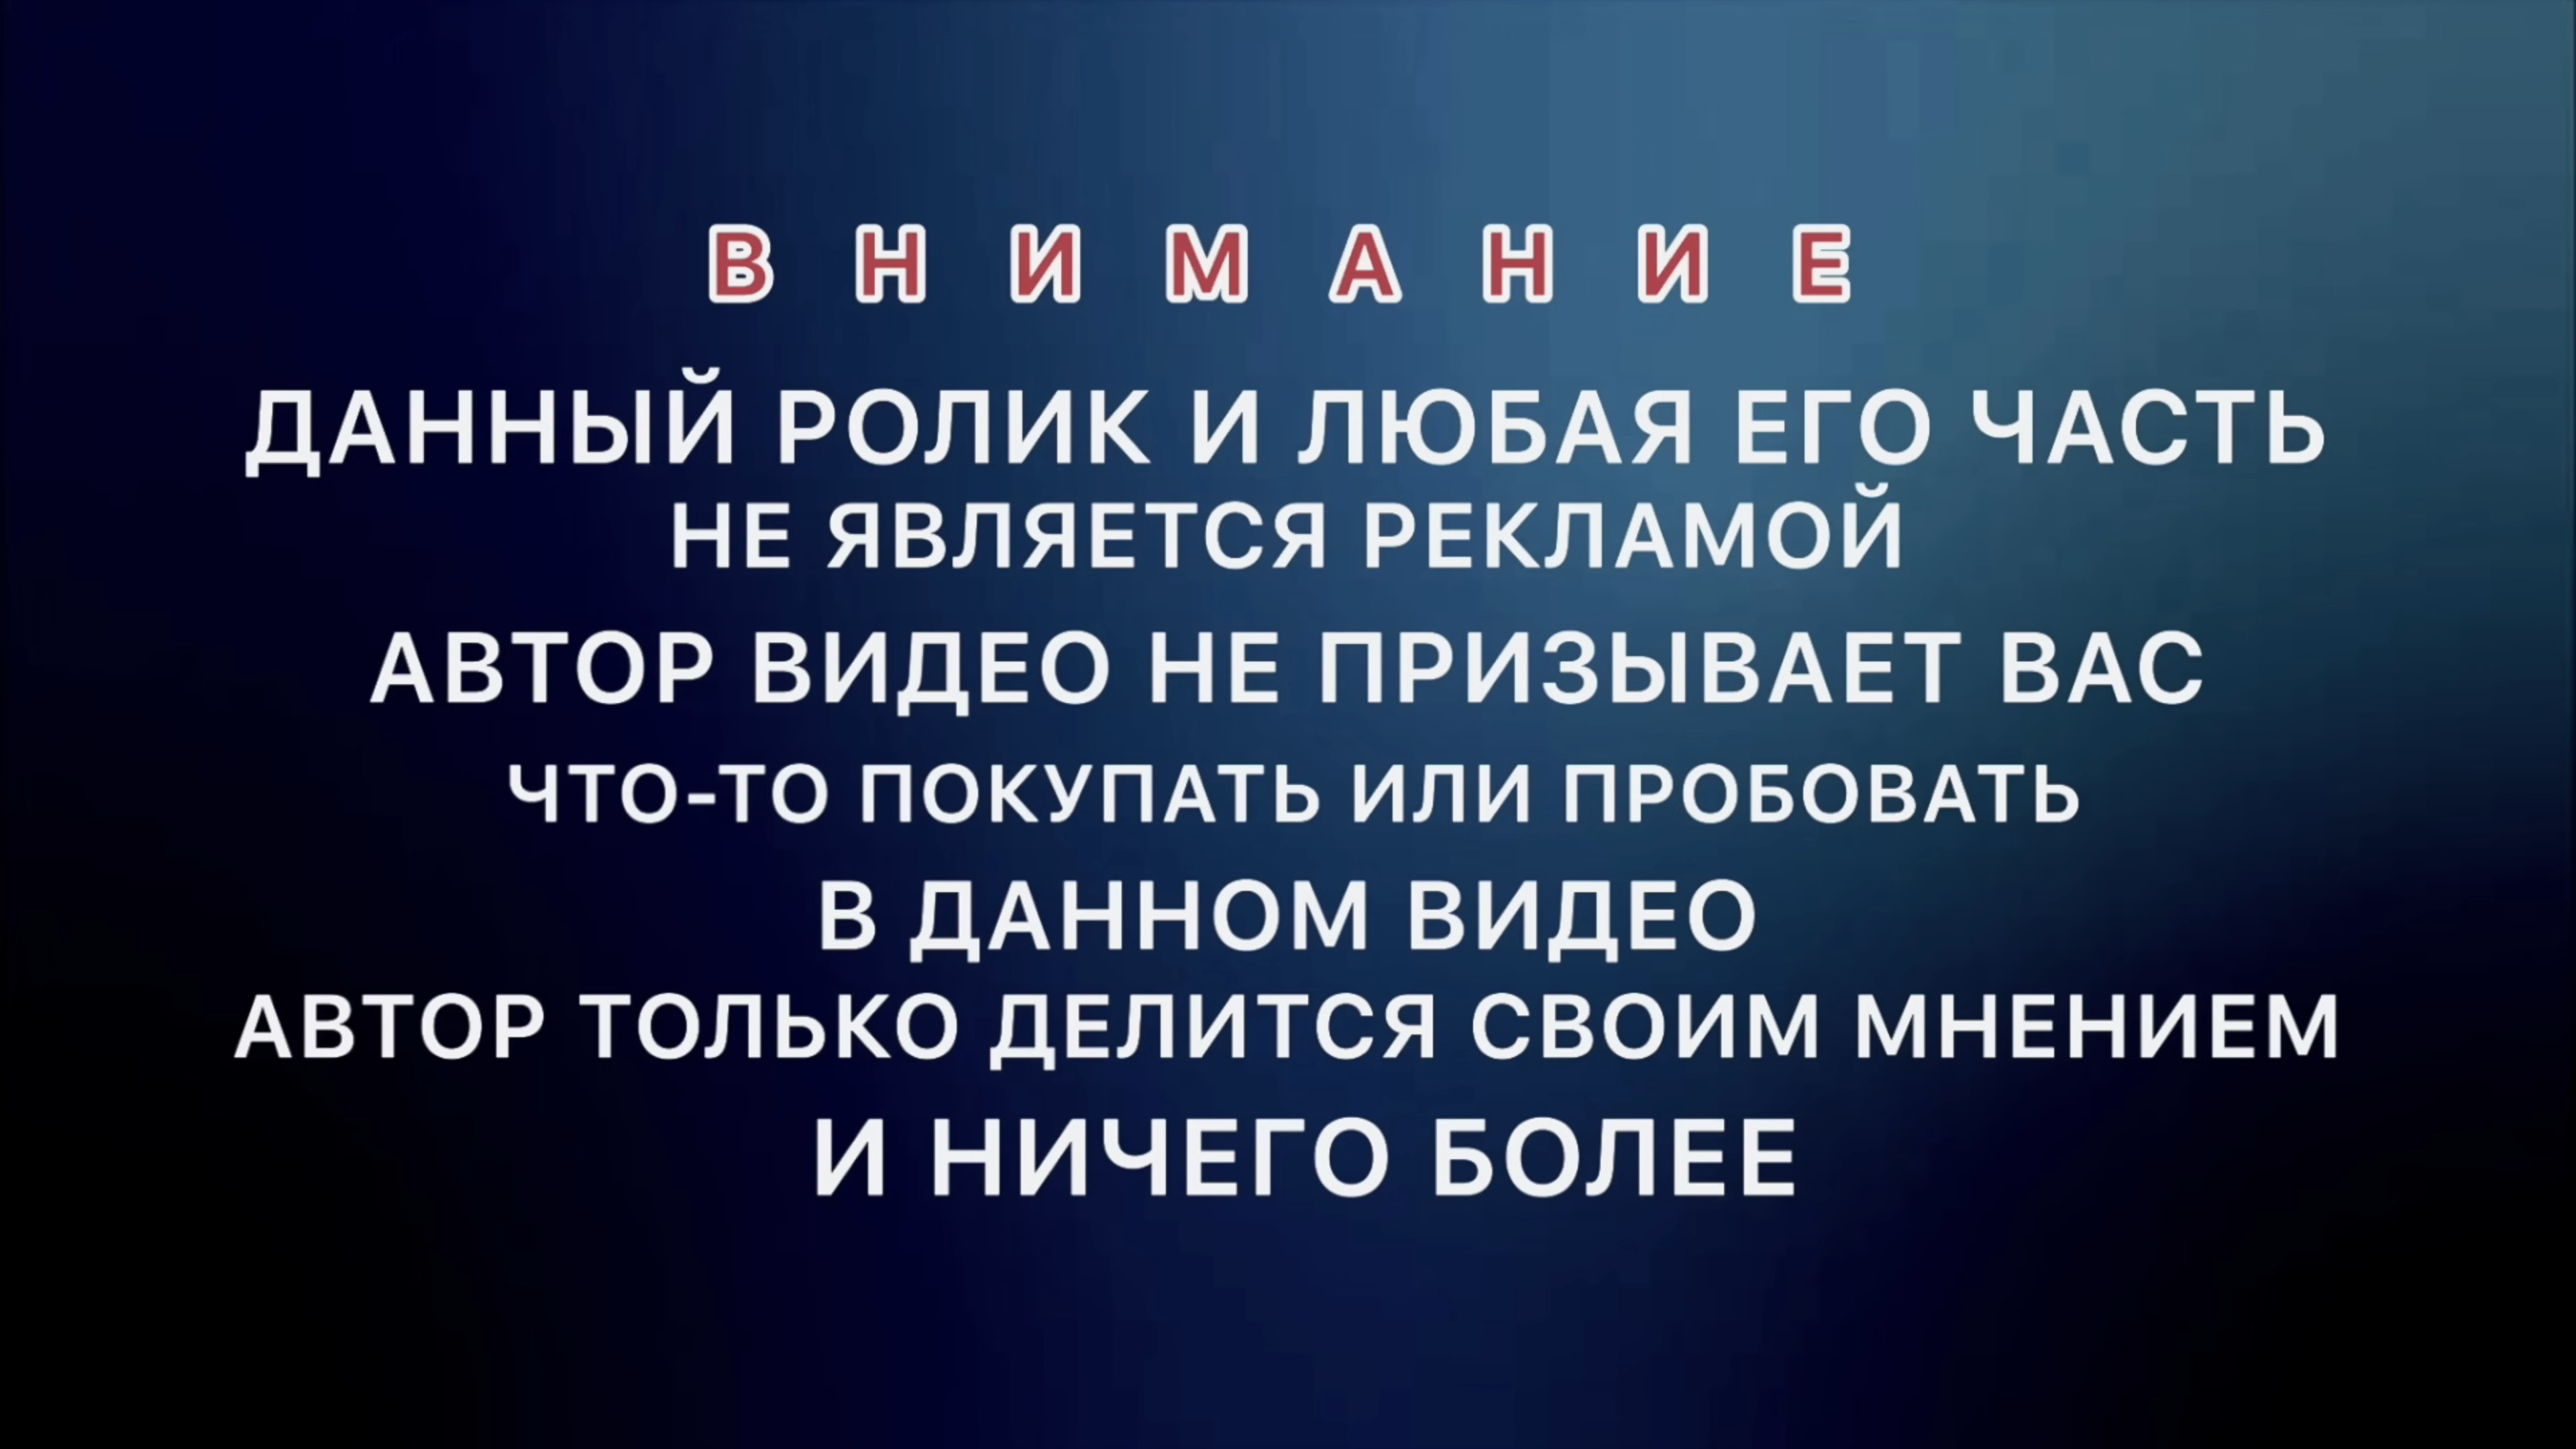 ВНИМАНИЕ
ДАННЫЙ РОЛИК И ЛЮБАЯ ЕГО ЧАСТЬ
НЕ ЯВЛЯЕТСЯ РЕКЛАМОЙ
АВТОР ВИДЕО НЕ ПРИЗЫВАЕТ ВАС
ЧТО-ТО ПОКУПАТЬ ИЛИ ПРОБОВАТЬ
В ДАННОМ ВИДЕО
АВТОР ТОЛЬКО ДЕЛИТСЯ СВОИМ МНЕНИЕМ
И НИЧЕГО БОЛЕЕ